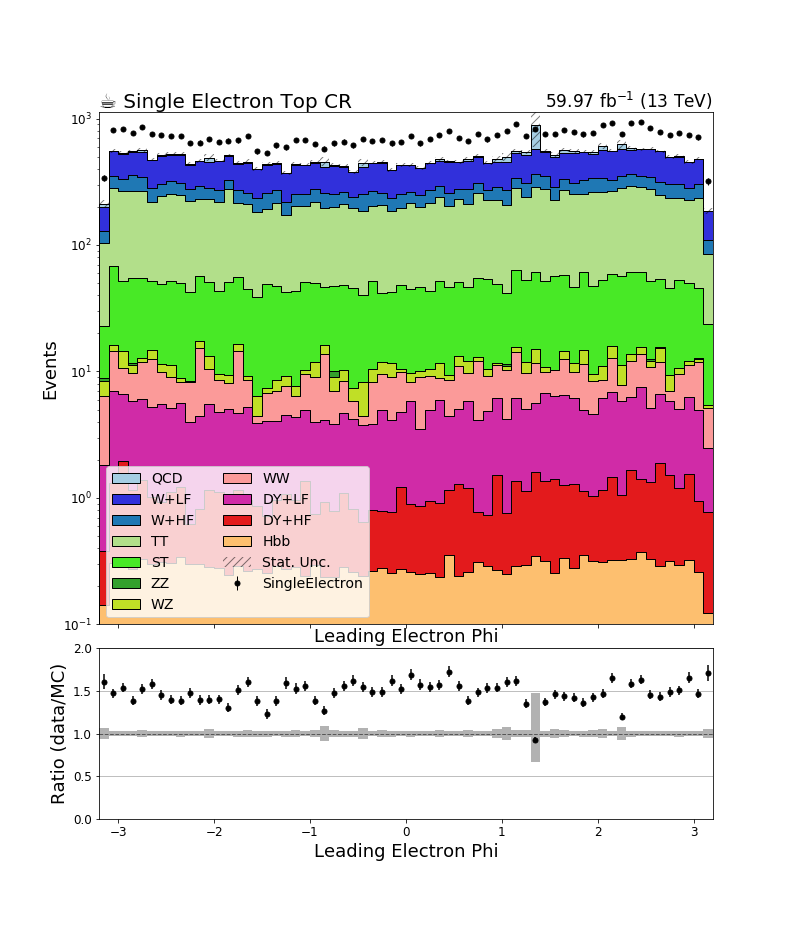 ☕ Single Electron Top CR
59.97 fb⁻¹ (13 TeV)
Events
10³
10²
10¹
10⁰
10⁻¹
QCD
W+LF
W+HF
TT
ST
ZZ
WZ
WW
DY+LF
DY+HF
Hbb
Stat. Unc.
SingleElectron
Leading Electron Phi
Ratio (data/MC)
2.0
1.5
1.0
0.5
0.0
−3 −2 −1 0 1 2 3
Leading Electron Phi